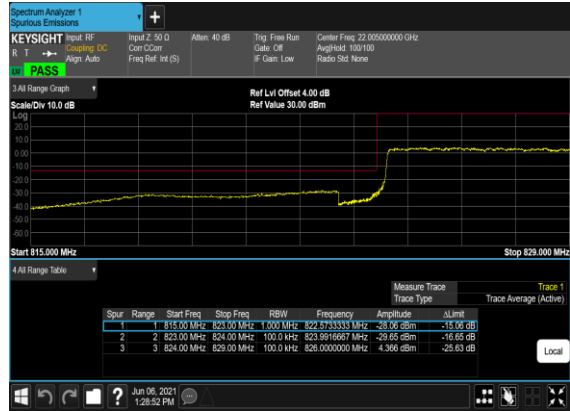 Spectrum Analyzer 1
Spurious Emissions
KEYSIGHT Input: RF Input Z: 50 Ω Atten: 40 dB Trig: Free Run Center Freq: 22.005000000 GHz
R T Coupling: DC Corr CCorr Gate: Off Avg|Hold: 100/100
Align: Auto Freq Ref: Int (S) IF Gain: Low Radio Std: None
PASS
3 All Range Graph
Ref Lvl Offset 4.00 dB
Scale/Div 10.0 dB Ref Value 30.00 dBm
Log
20.0
10.0
0.00
-10.0
-20.0
-30.0
-40.0
-50.0
-60.0
Start 815.000 MHz Stop 829.000 MHz
4 All Range Table
Measure Trace Trace 1
Trace Type Trace Average (Active)
Spur Range Start Freq Stop Freq RBW Frequency Amplitude ΔLimit
1 1 815.00 MHz 823.00 MHz 1.000 MHz 822.5733333 MHz -28.06 dBm -15.06 dB
2 2 823.00 MHz 824.00 MHz 100.0 kHz 823.9916667 MHz -29.65 dBm -16.65 dB
3 3 824.00 MHz 829.00 MHz 100.0 kHz 826.0000000 MHz 4.366 dBm -25.63 dB
Local
? Jun 06, 2021
1:28:52 PM